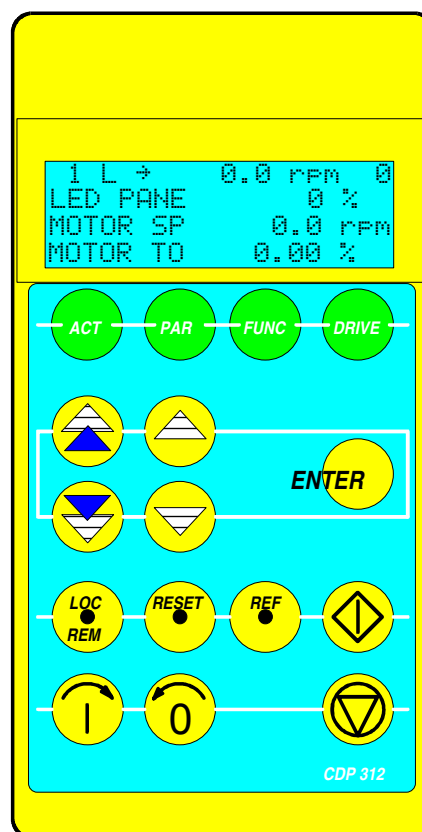 1 L → 0.0 rpm 0
LED PANE 0 %
MOTOR SP 0.0 rpm
MOTOR TO 0.00 %
ACT PAR FUNC DRIVE
ENTER
LOC RESET REF
REM
I 0
CDP 312